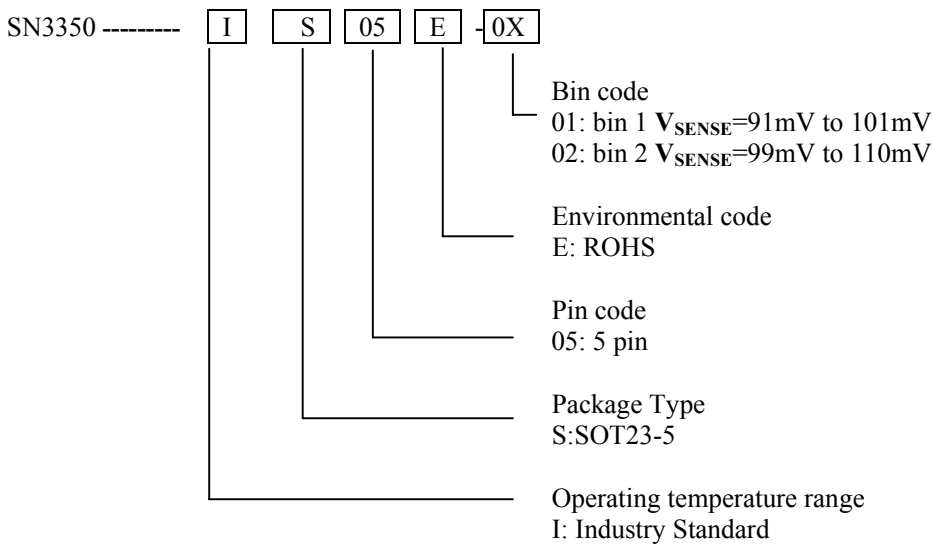 SN3350 --------- I S 05 E -0X
Bin code
01: bin 1 VSENSE=91mV to 101mV
02: bin 2 VSENSE=99mV to 110mV
Environmental code
E: ROHS
Pin code
05: 5 pin
Package Type
S:SOT23-5
Operating temperature range
I: Industry Standard